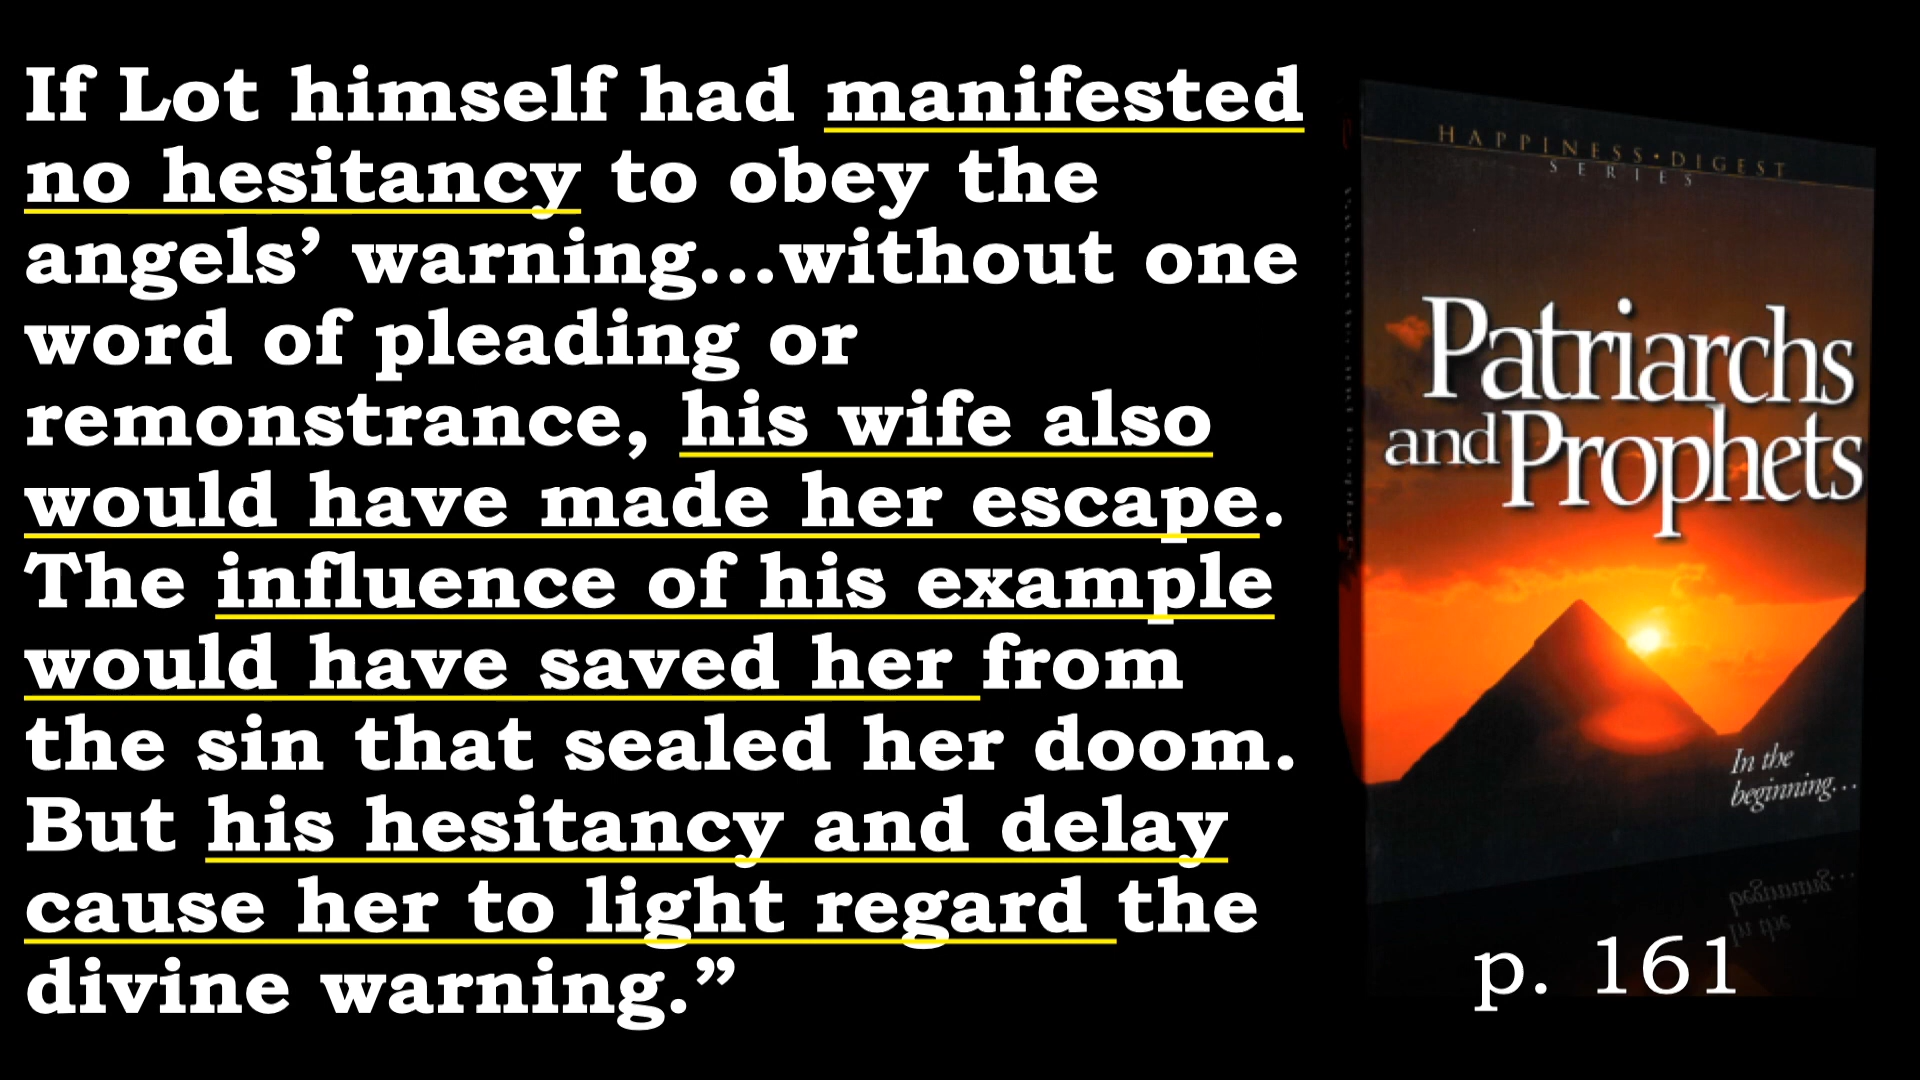 If Lot himself had manifested
no hesitancy to obey the
angels’ warning...without one
word of pleading or
remonstrance, his wife also
would have made her escape.
The influence of his example
would have saved her from
the sin that sealed her doom.
But his hesitancy and delay
cause her to light regard the
divine warning.”
HAPPINESS•DIGEST
SERIES
Patriarchs
and Prophets
In the
beginning...
p. 161